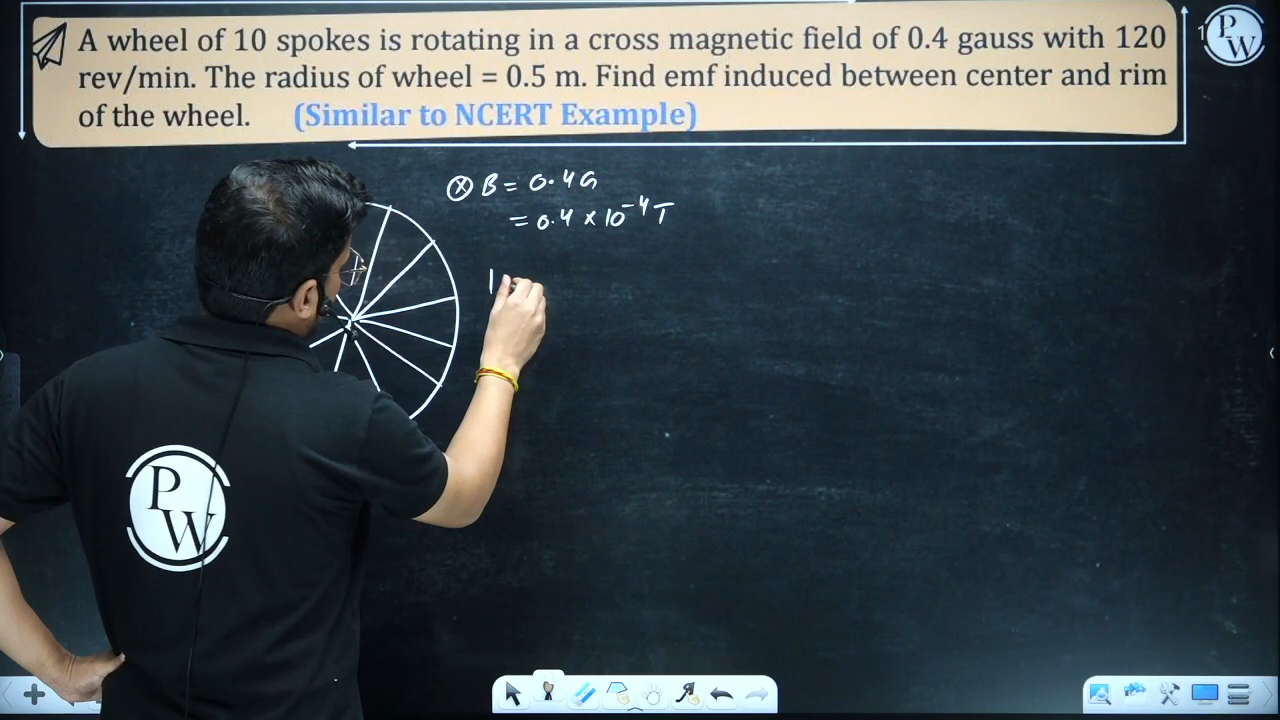 A wheel of 10 spokes is rotating in a cross magnetic field of 0.4 gauss with 120
rev/min. The radius of wheel = 0.5 m. Find emf induced between center and rim
of the wheel. (Similar to NCERT Example)
1
P
W
⊗ B = 0.4 G
= 0.4 × 10⁻⁴ T
1
P
W